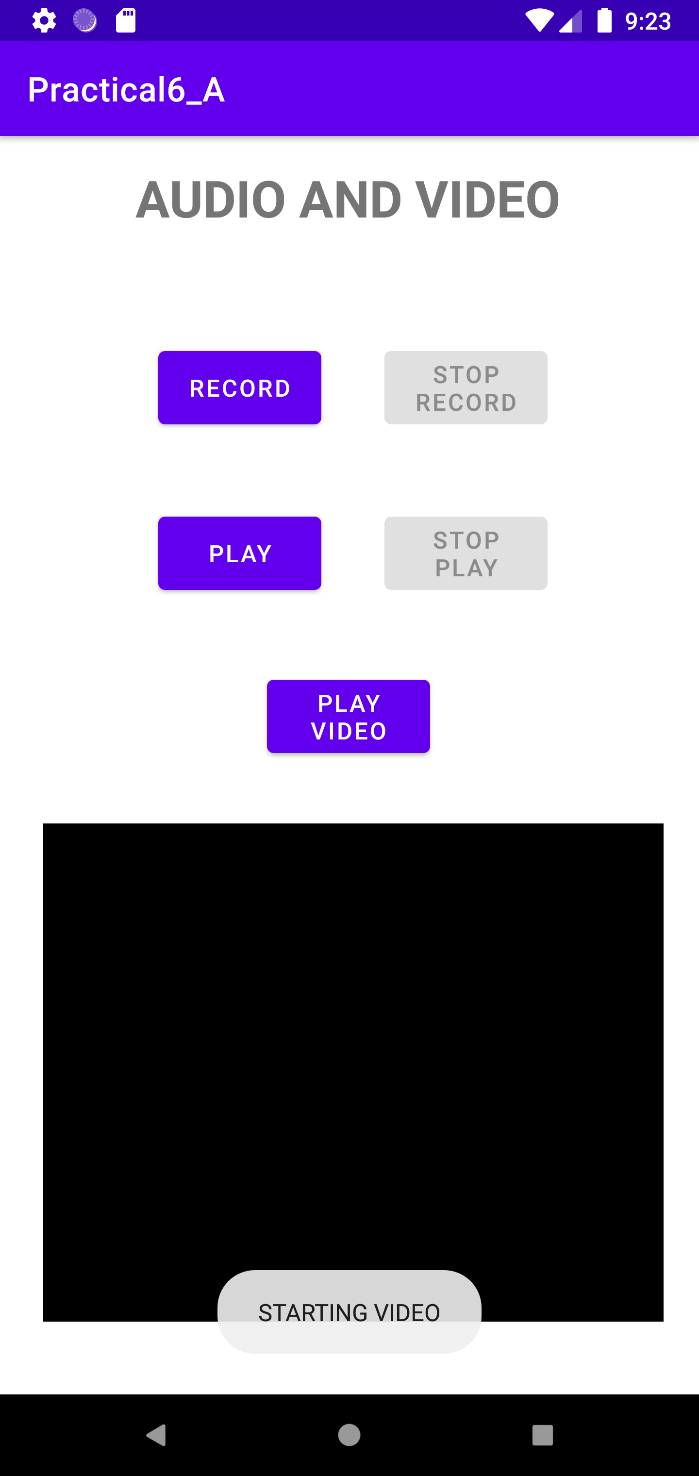 9:23
Practical6_A
AUDIO AND VIDEO
RECORD
STOP
RECORD
PLAY
STOP
PLAY
PLAY
VIDEO
STARTING VIDEO